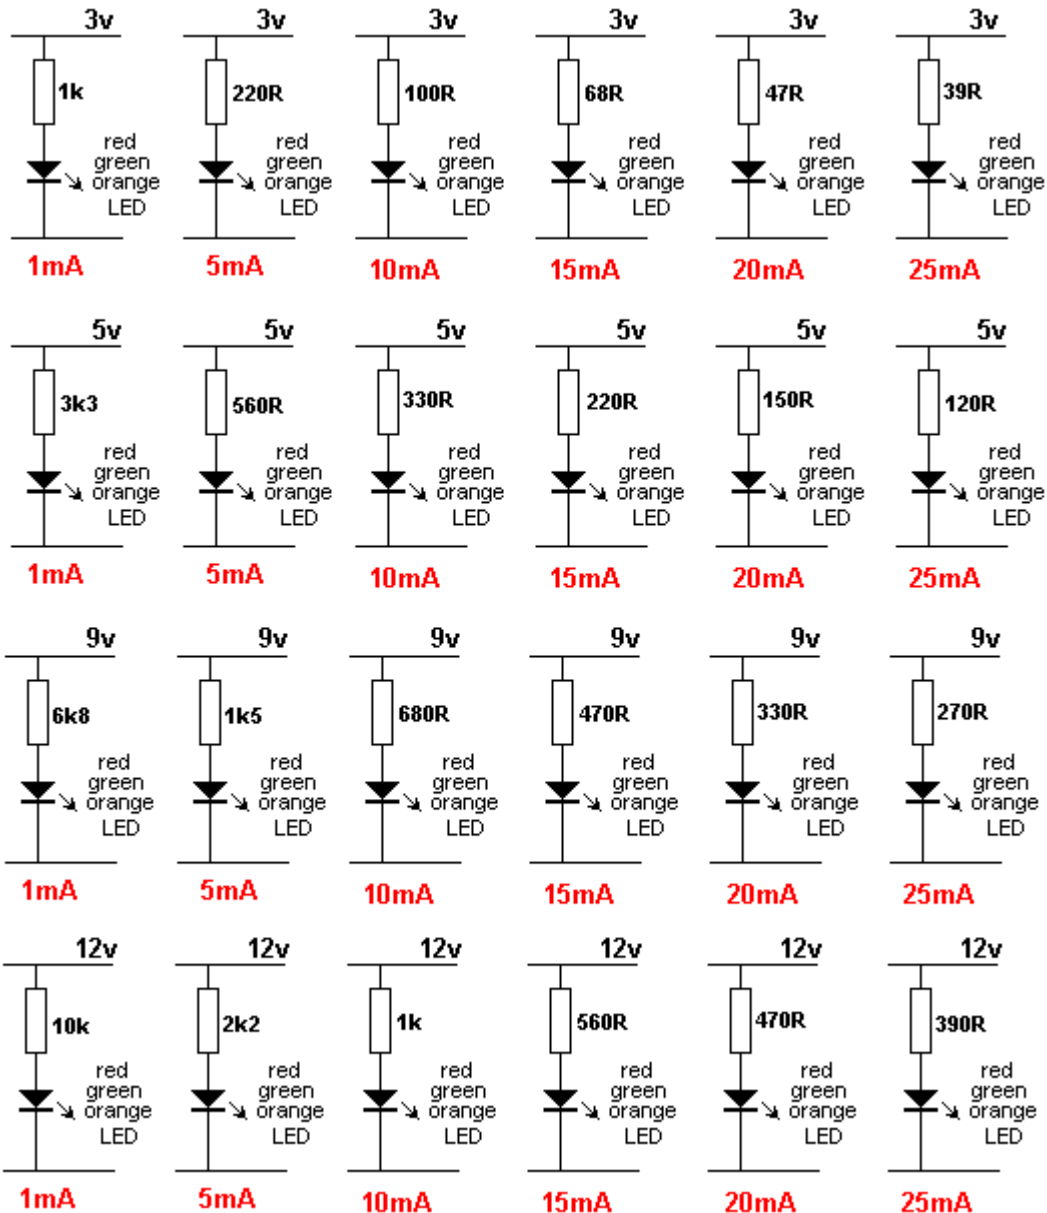 3v 3v 3v 3v 3v 3v
1k 220R 100R 68R 47R 39R
red red red red red red
green green green green green green
orange orange orange orange orange orange
LED LED LED LED LED LED
1mA 5mA 10mA 15mA 20mA 25mA
5v 5v 5v 5v 5v 5v
3k3 560R 330R 220R 150R 120R
red red red red red red
green green green green green green
orange orange orange orange orange orange
LED LED LED LED LED LED
1mA 5mA 10mA 15mA 20mA 25mA
9v 9v 9v 9v 9v 9v
6k8 1k5 680R 470R 330R 270R
red red red red red red
green green green green green green
orange orange orange orange orange orange
LED LED LED LED LED LED
1mA 5mA 10mA 15mA 20mA 25mA
12v 12v 12v 12v 12v 12v
10k 2k2 1k 560R 470R 390R
red red red red red red
green green green green green green
orange orange orange orange orange orange
LED LED LED LED LED LED
1mA 5mA 10mA 15mA 20mA 25mA